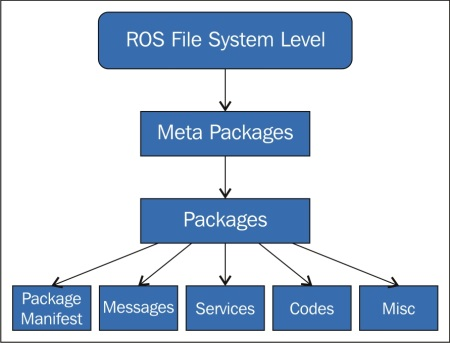 ROS File System Level
Meta Packages
Packages
Package
Manifest
Messages
Services
Codes
Misc